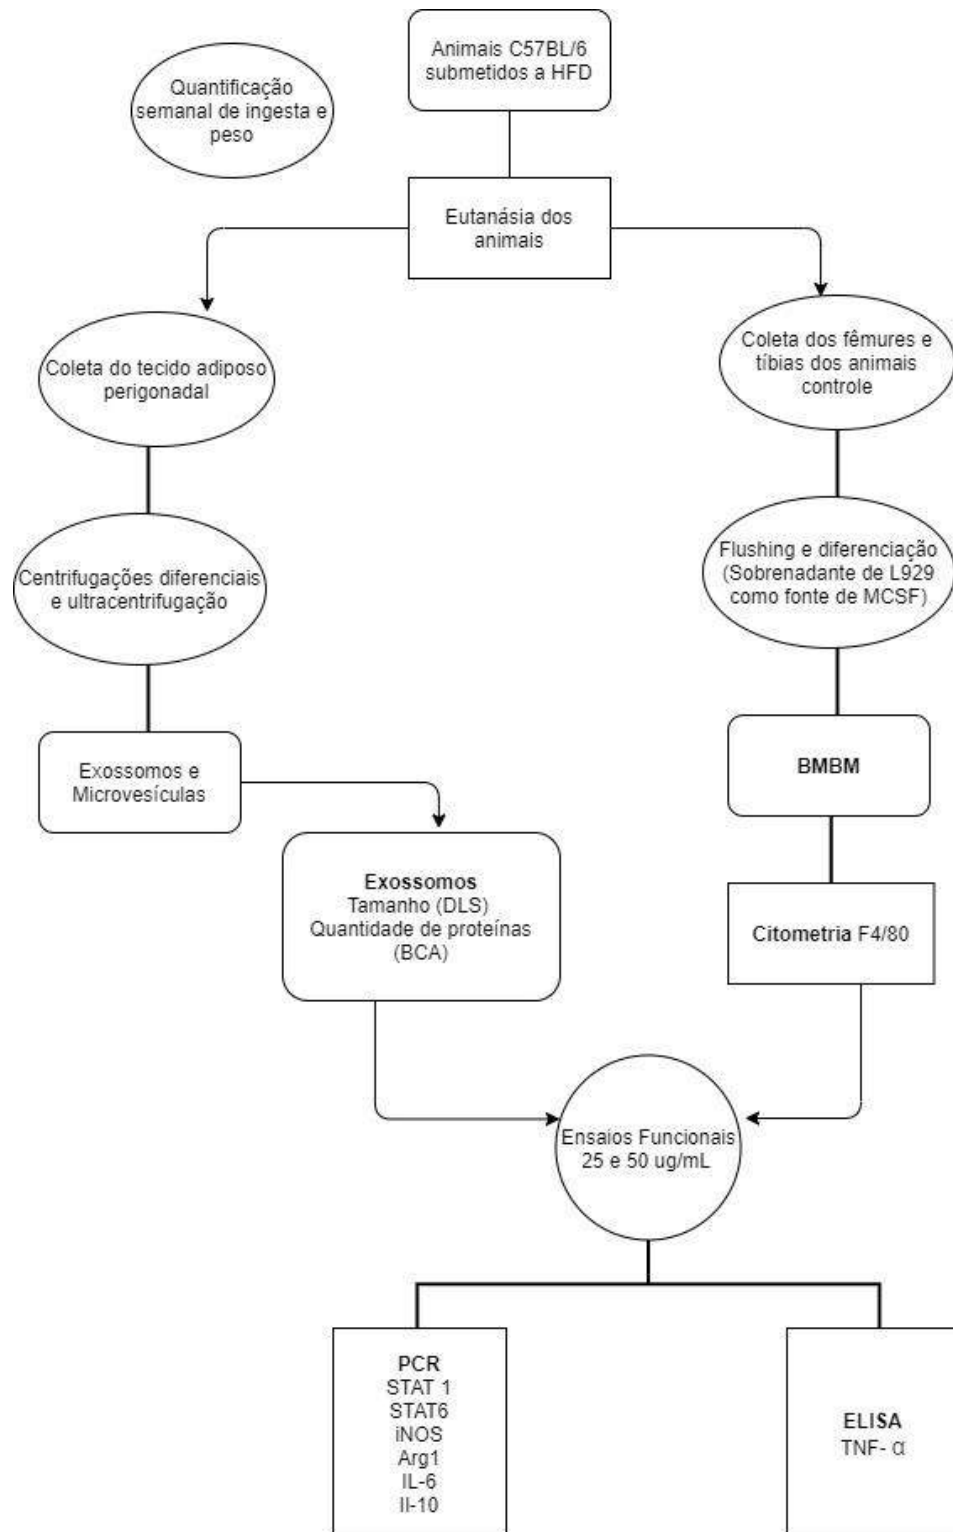 Animais C57BL/6
submetidos a HFD
Quantificação
semanal de ingesta e
peso
Eutanásia dos
animais
Coleta do tecido adiposo
perigonadal
Coleta dos fêmures e
tíbias dos animais
controle
Centrifugações diferenciais
e ultracentrifugação
Flushing e diferenciação
(Sobrenadante de L929
como fonte de MCSF)
Exossomos e
Microvesículas
BMBM
Exossomos
Tamanho (DLS)
Quantidade de proteínas
(BCA)
Citometria F4/80
Ensaios Funcionais
25 e 50 ug/mL
PCR
STAT 1
STAT6
iNOS
Arg1
IL-6
Il-10
ELISA
TNF- α